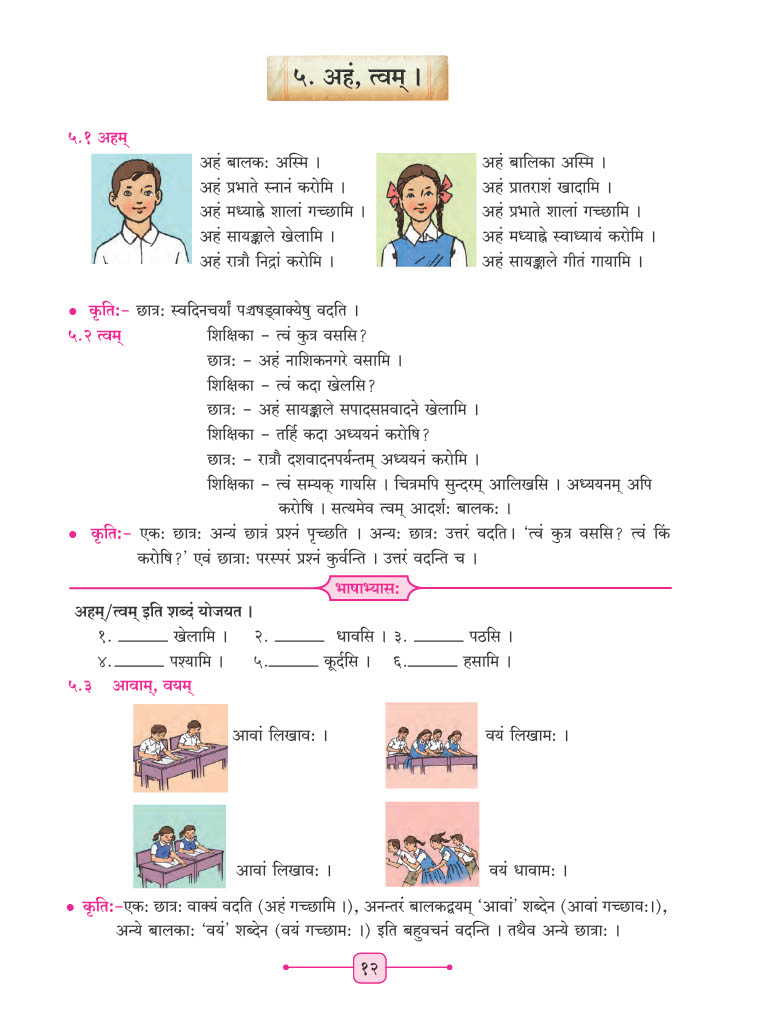 ५. अहं, त्वम् ।
५.१ अहम्
अहं बालकः अस्मि ।
अहं प्रभाते स्नानं करोमि ।
अहं मध्याह्ने शालां गच्छामि ।
अहं सायङ्काले खेलामि ।
अहं रात्रौ निद्रां करोमि ।
अहं बालिका अस्मि ।
अहं प्रातराशं खादामि ।
अहं प्रभाते शालां गच्छामि ।
अहं मध्याह्ने स्वाध्यायं करोमि ।
अहं सायङ्काले गीतं गायामि ।
• कृतिः- छात्रः स्वदिनचर्यां पञ्चषड्वाक्येषु वदति ।
५.२ त्वम् शिक्षिका – त्वं कुत्र वससि?
छात्रः – अहं नाशिकनगरे वसामि ।
शिक्षिका – त्वं कदा खेलसि?
छात्रः – अहं सायङ्काले सपादसप्तवादने खेलामि ।
शिक्षिका – तर्हि कदा अध्ययनं करोषि?
छात्रः – रात्रौ दशवादनपर्यन्तम् अध्ययनं करोमि ।
शिक्षिका – त्वं सम्यक् गायसि । चित्रमपि सुन्दरम् आलिखसि । अध्ययनम् अपि
करोषि । सत्यमेव त्वम् आदर्शः बालकः ।
• कृतिः- एकः छात्रः अन्यं छात्रं प्रश्नं पृच्छति । अन्यः छात्रः उत्तरं वदति। ‘त्वं कुत्र वससि? त्वं किं
करोषि?’ एवं छात्राः परस्परं प्रश्नं कुर्वन्ति । उत्तरं वदन्ति च ।
भाषाभ्यासः
अहम्/त्वम् इति शब्दं योजयत ।
१. ______ खेलामि । २. ______ धावसि । ३. ______ पठसि ।
४.______ पश्यामि । ५.______ कूर्दसि । ६.______ हसामि ।
५.३ आवाम्, वयम्
आवां लिखावः ।
वयं लिखामः ।
आवां लिखावः ।
वयं धावामः ।
• कृतिः-एकः छात्रः वाक्यं वदति (अहं गच्छामि ।), अनन्तरं बालकद्वयम् ‘आवां’ शब्देन (आवां गच्छावः।),
अन्ये बालकाः ‘वयं’ शब्देन (वयं गच्छामः ।) इति बहुवचनं वदन्ति । तथैव अन्ये छात्राः ।
१२